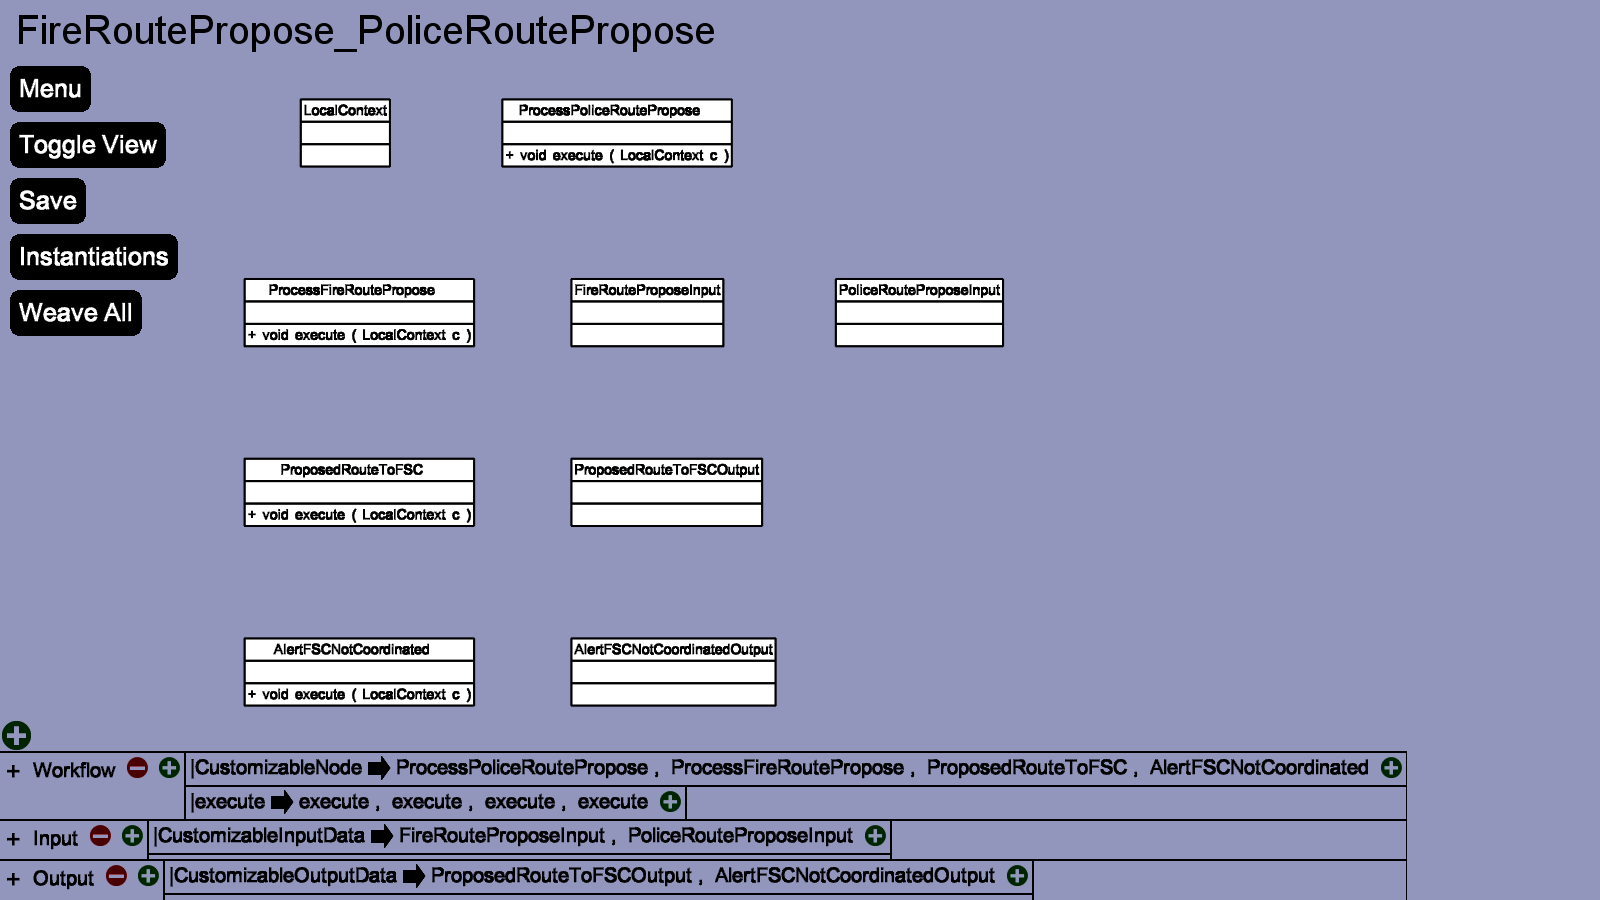 FireRoutePropose_PoliceRoutePropose
Menu
Toggle View
Save
Instantiations
Weave All
LocalContext
ProcessPoliceRoutePropose
+ void execute ( LocalContext c )
ProcessFireRoutePropose
+ void execute ( LocalContext c )
FireRouteProposeInput
PoliceRouteProposeInput
ProposedRouteToFSC
+ void execute ( LocalContext c )
ProposedRouteToFSCOutput
AlertFSCNotCoordinated
+ void execute ( LocalContext c )
AlertFSCNotCoordinatedOutput
+ Workflow |CustomizableNode ProcessPoliceRoutePropose , ProcessFireRoutePropose , ProposedRouteToFSC , AlertFSCNotCoordinated
|execute execute , execute , execute , execute
+ Input |CustomizableInputData FireRouteProposeInput , PoliceRouteProposeInput
+ Output |CustomizableOutputData ProposedRouteToFSCOutput , AlertFSCNotCoordinatedOutput